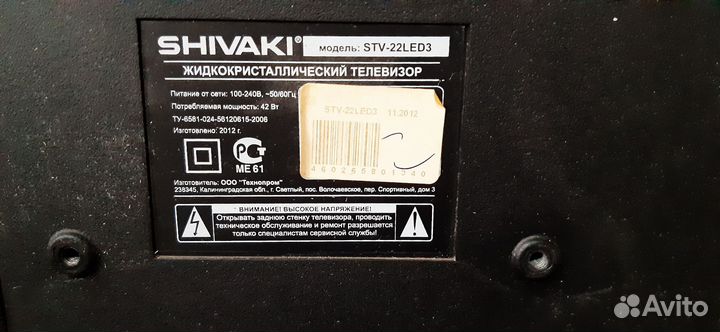 SHIVAKI® модель: STV-22LED3
ЖИДКОКРИСТАЛЛИЧЕСКИЙ ТЕЛЕВИЗОР
Питание от сети: 100-240В, ~50/60Гц
Потребляемая мощность: 42 Вт
ТУ-6581-024-56120615-2006
Изготовлено: 2012 г.
STV-22LED3 11.2012
РСТ
МЕ 61
Изготовитель: ООО "Технопром"
238345, Калининградская обл., г. Светлый, пос. Волочаевское, пер. Спортивный, дом 3
ВНИМАНИЕ! ВЫСОКОЕ НАПРЯЖЕНИЕ!
Открывать заднюю стенку телевизора, проводить
техническое обслуживание и ремонт разрешается
только специалистам сервисной службы!
Avito